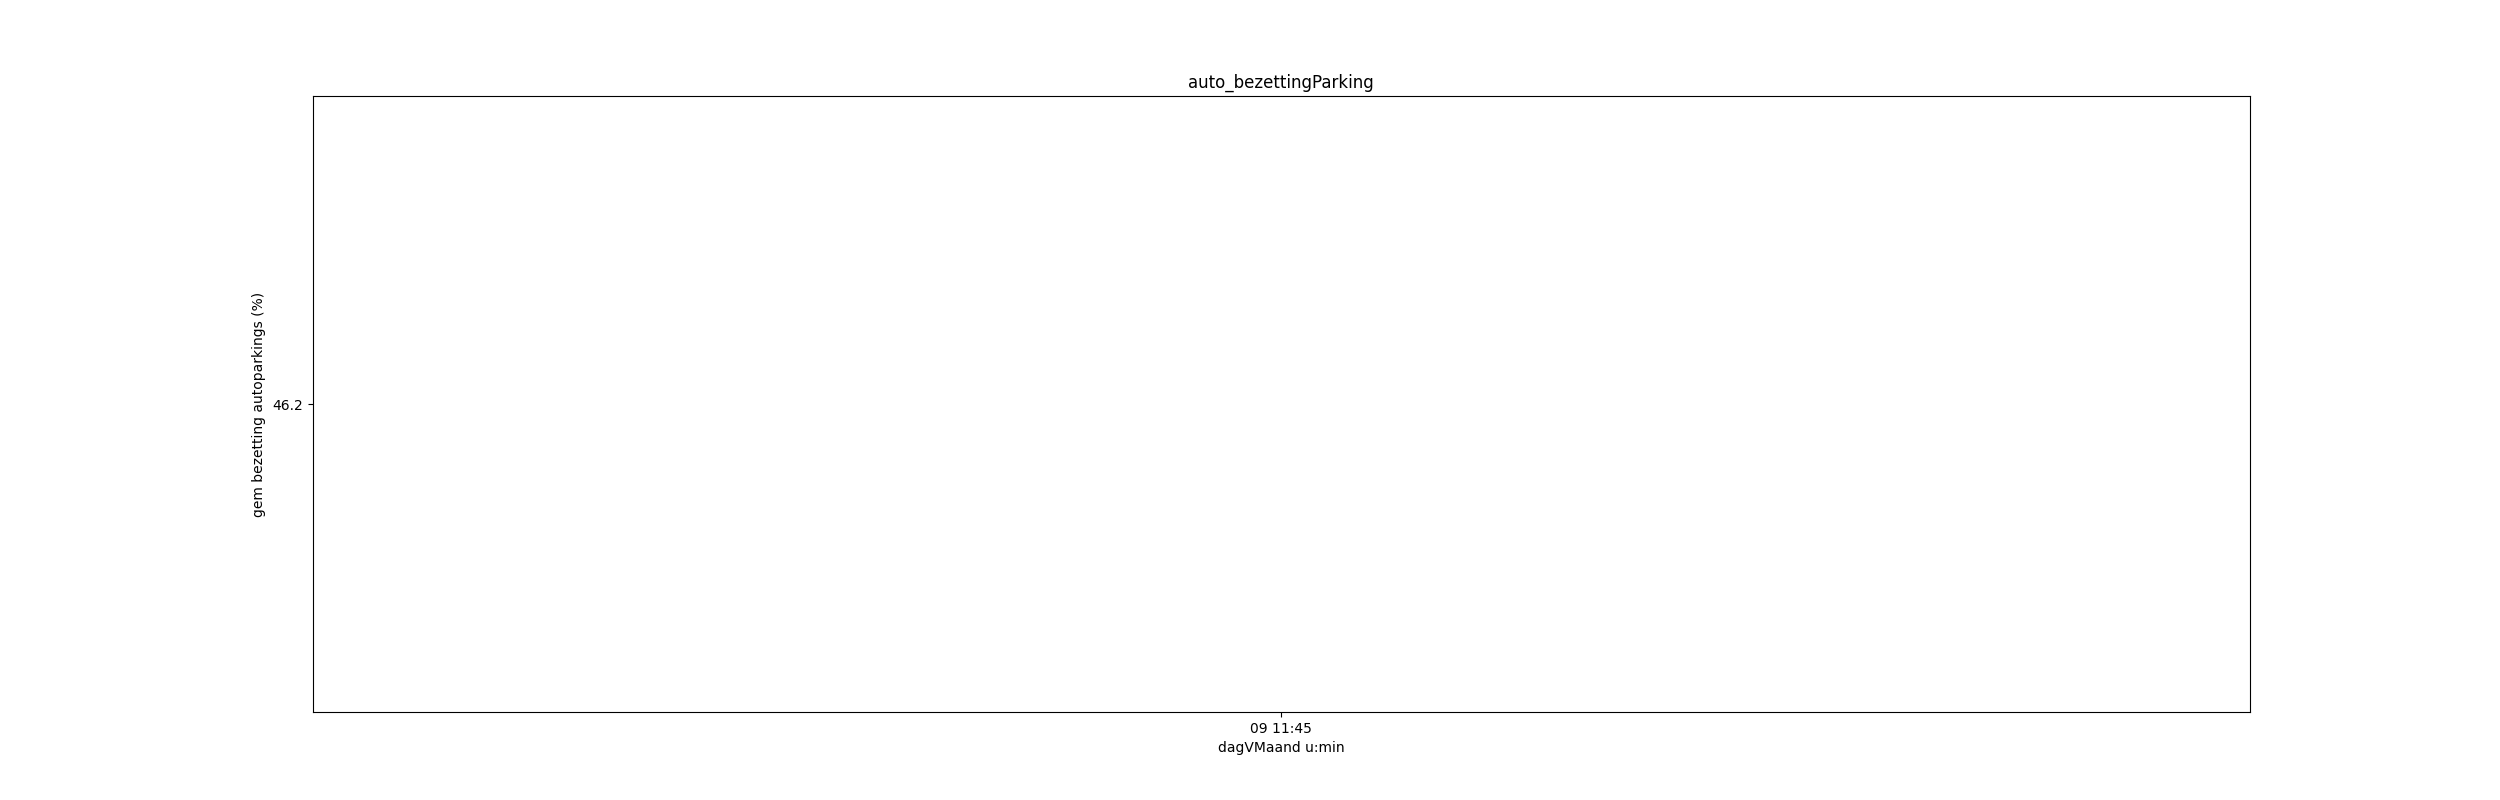 auto_bezettingParking
gem bezetting autoparkings (%)
46.2
09 11:45
dagVMaand u:min